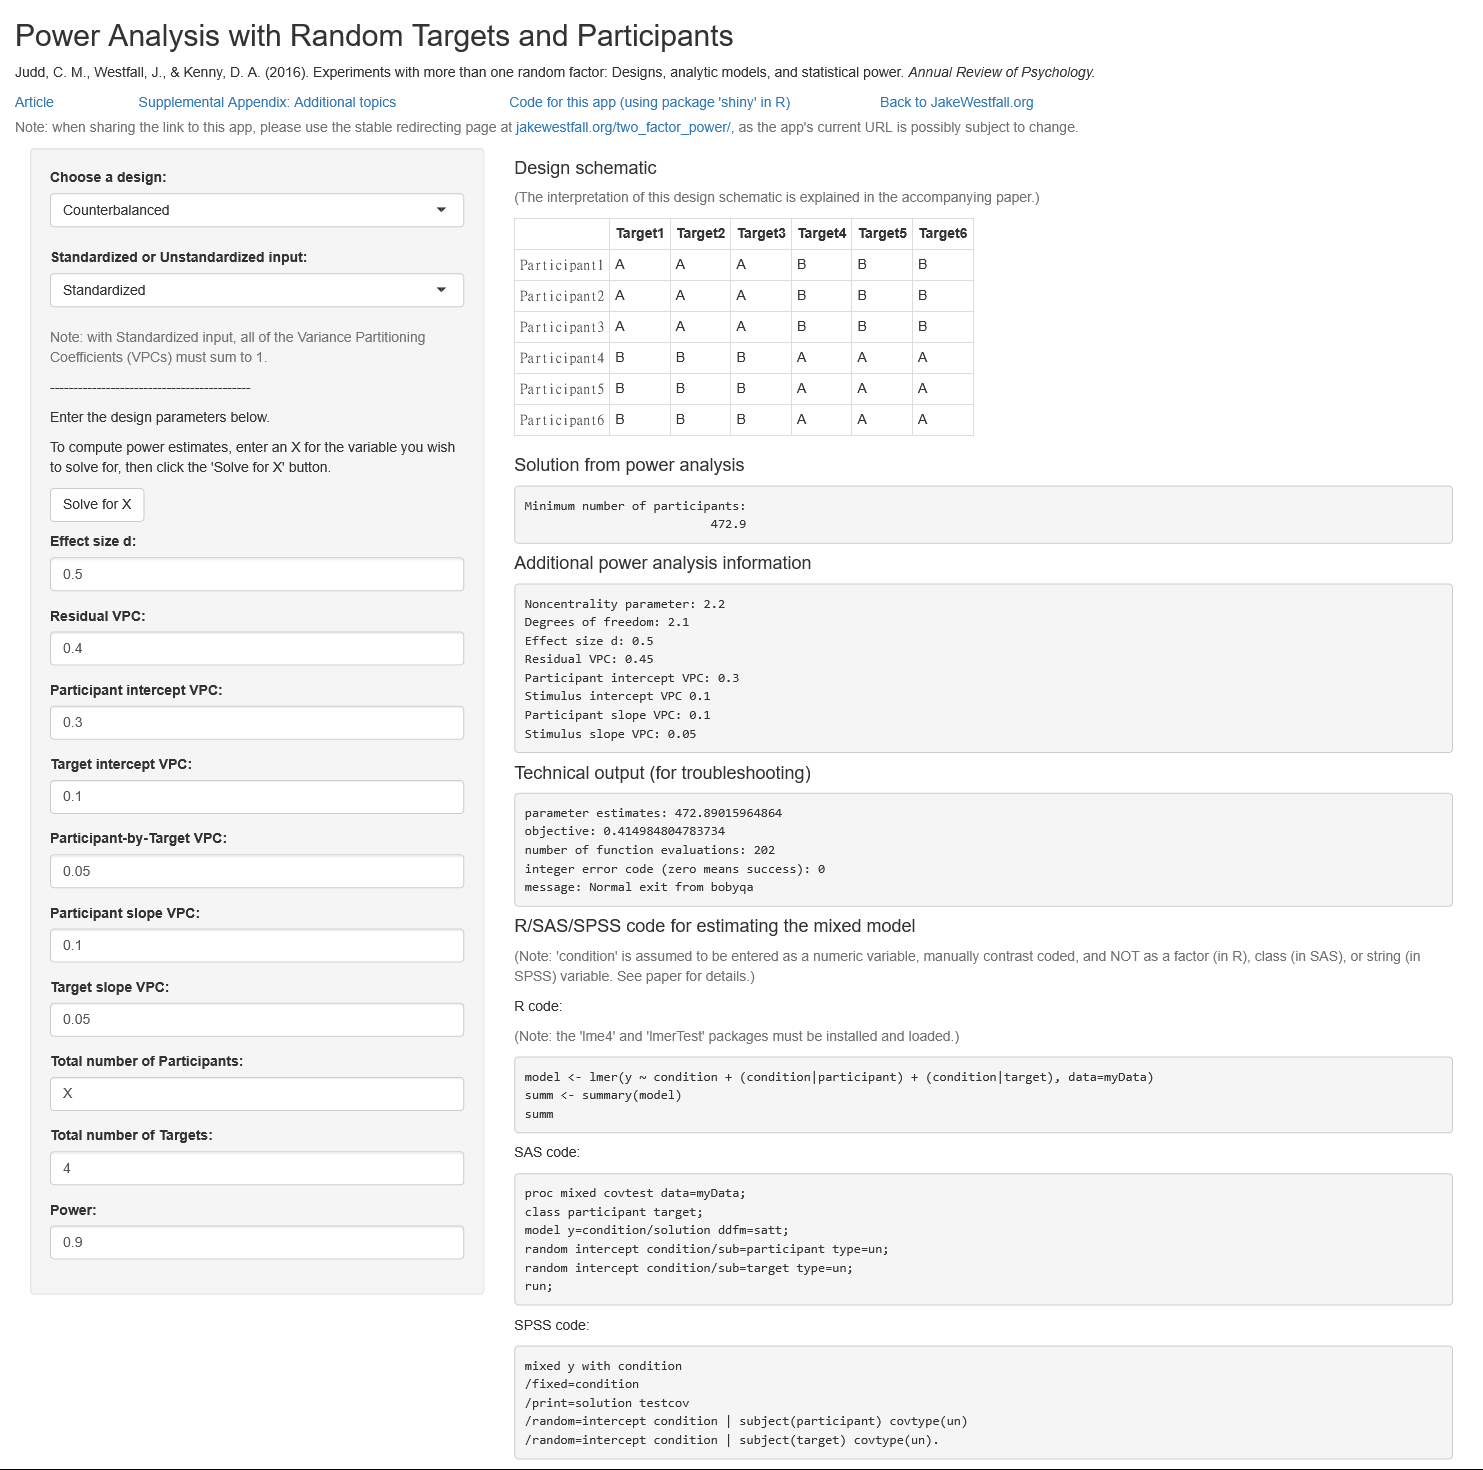 Power Analysis with Random Targets and Participants
Judd, C. M., Westfall, J., & Kenny, D. A. (2016). Experiments with more than one random factor: Designs, analytic models, and statistical power. Annual Review of Psychology.
Article Supplemental Appendix: Additional topics Code for this app (using package 'shiny' in R) Back to JakeWestfall.org
Note: when sharing the link to this app, please use the stable redirecting page at jakewestfall.org/two_factor_power/, as the app's current URL is possibly subject to change.
Choose a design:
Counterbalanced
Standardized or Unstandardized input:
Standardized
Note: with Standardized input, all of the Variance Partitioning
Coefficients (VPCs) must sum to 1.
-------------------------------------------
Enter the design parameters below.
To compute power estimates, enter an X for the variable you wish
to solve for, then click the 'Solve for X' button.
Solve for X
Effect size d:
0.5
Residual VPC:
0.4
Participant intercept VPC:
0.3
Target intercept VPC:
0.1
Participant-by-Target VPC:
0.05
Participant slope VPC:
0.1
Target slope VPC:
0.05
Total number of Participants:
X
Total number of Targets:
4
Power:
0.9
Design schematic
(The interpretation of this design schematic is explained in the accompanying paper.)
Target1 Target2 Target3 Target4 Target5 Target6
Participant1 A A A B B B
Participant2 A A A B B B
Participant3 A A A B B B
Participant4 B B B A A A
Participant5 B B B A A A
Participant6 B B B A A A
Solution from power analysis
Minimum number of participants:
472.9
Additional power analysis information
Noncentrality parameter: 2.2
Degrees of freedom: 2.1
Effect size d: 0.5
Residual VPC: 0.45
Participant intercept VPC: 0.3
Stimulus intercept VPC 0.1
Participant slope VPC: 0.1
Stimulus slope VPC: 0.05
Technical output (for troubleshooting)
parameter estimates: 472.89015964864
objective: 0.414984804783734
number of function evaluations: 202
integer error code (zero means success): 0
message: Normal exit from bobyqa
R/SAS/SPSS code for estimating the mixed model
(Note: 'condition' is assumed to be entered as a numeric variable, manually contrast coded, and NOT as a factor (in R), class (in SAS), or string (in
SPSS) variable. See paper for details.)
R code:
(Note: the 'lme4' and 'lmerTest' packages must be installed and loaded.)
model <- lmer(y ~ condition + (condition|participant) + (condition|target), data=myData)
summ <- summary(model)
summ
SAS code:
proc mixed covtest data=myData;
class participant target;
model y=condition/solution ddfm=satt;
random intercept condition/sub=participant type=un;
random intercept condition/sub=target type=un;
run;
SPSS code:
mixed y with condition
/fixed=condition
/print=solution testcov
/random=intercept condition | subject(participant) covtype(un)
/random=intercept condition | subject(target) covtype(un).